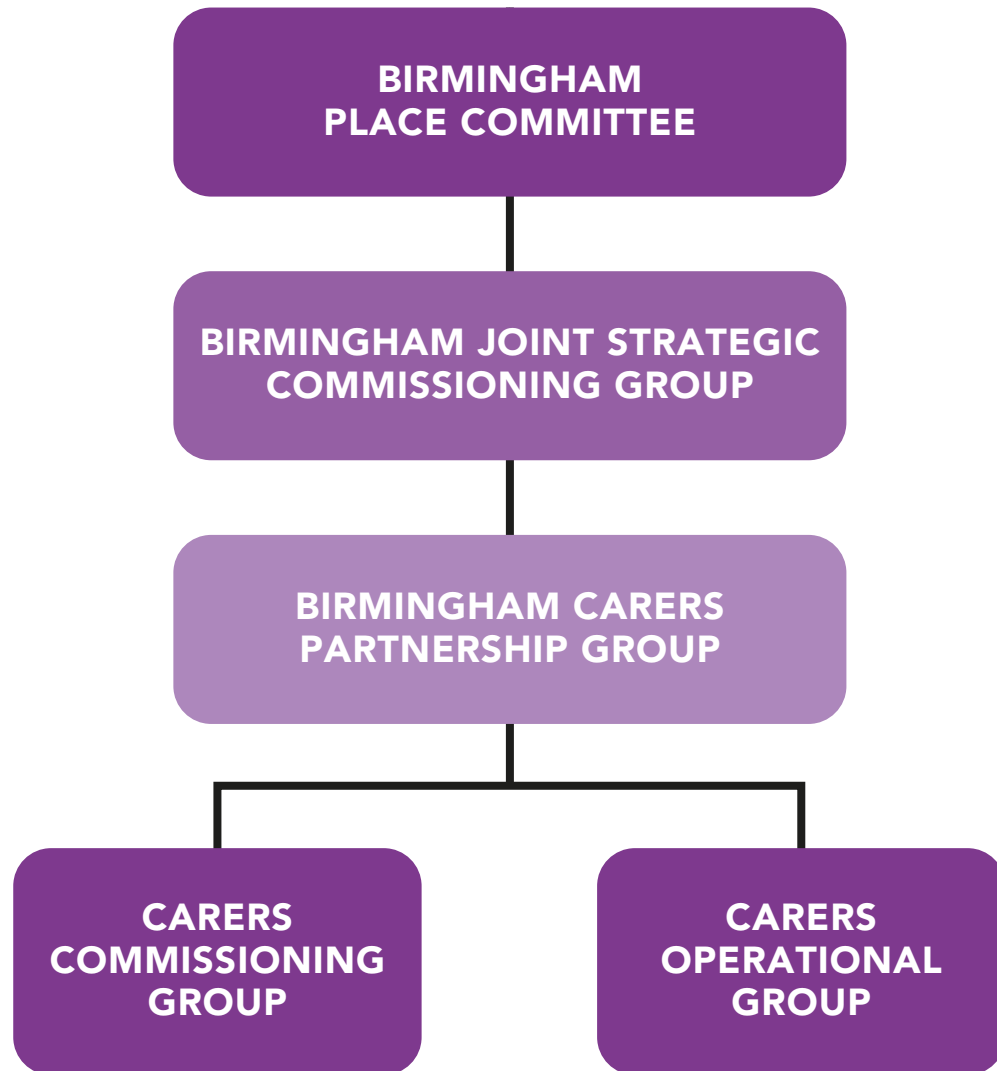 BIRMINGHAM
PLACE COMMITTEE
BIRMINGHAM JOINT STRATEGIC
COMMISSIONING GROUP
BIRMINGHAM CARERS
PARTNERSHIP GROUP
CARERS
COMMISSIONING
GROUP
CARERS
OPERATIONAL
GROUP